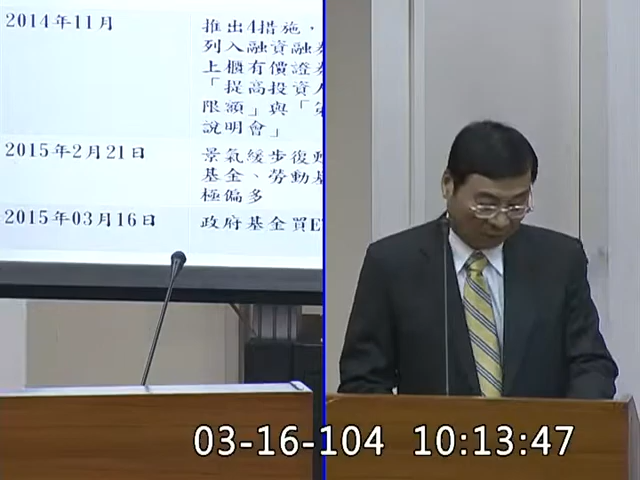 2014年11月
推出4措施，
列入融資融券
上櫃有價證券
「提高投資人
限額」與「
說明會」
2015年2月21日
景氣緩步復
基金、勞動基
極偏多
2015年03月16日
政府基金買E
03-16-104 10:13:47